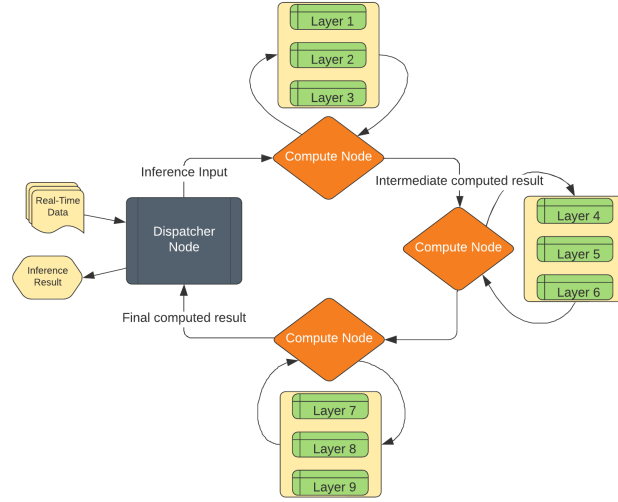 Layer 1
Layer 2
Layer 3
Compute Node
Inference Input
Intermediate computed result
Real-Time
Data
Layer 4
Dispatcher
Node
Compute Node
Layer 5
Inference
Result
Layer 6
Final computed result
Compute Node
Layer 7
Layer 8
Layer 9